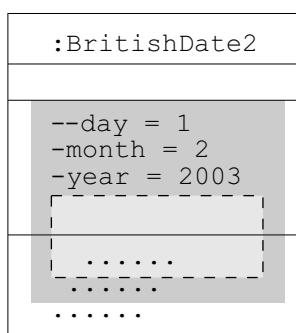 :BritishDate2
--day = 1
-month = 2
-year = 2003
......
......
......